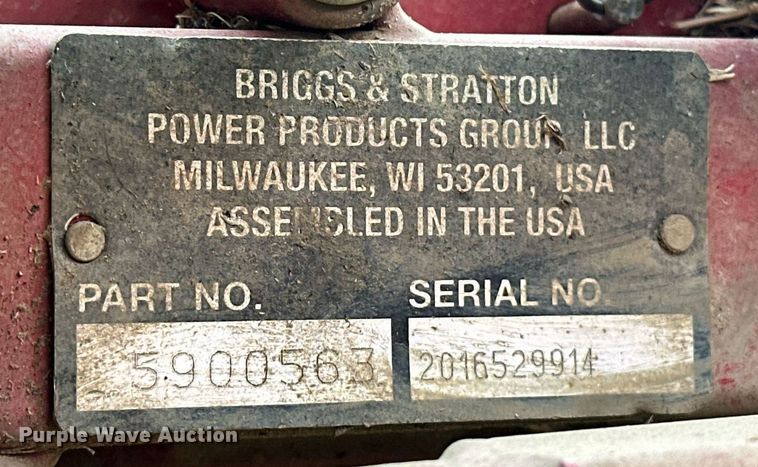 BRIGGS & STRATTON
POWER PRODUCTS GROUP, LLC
MILWAUKEE, WI 53201, USA
ASSEMBLED IN THE USA
PART NO.
5900563
SERIAL NO.
2016529914
Purple Wave Auction